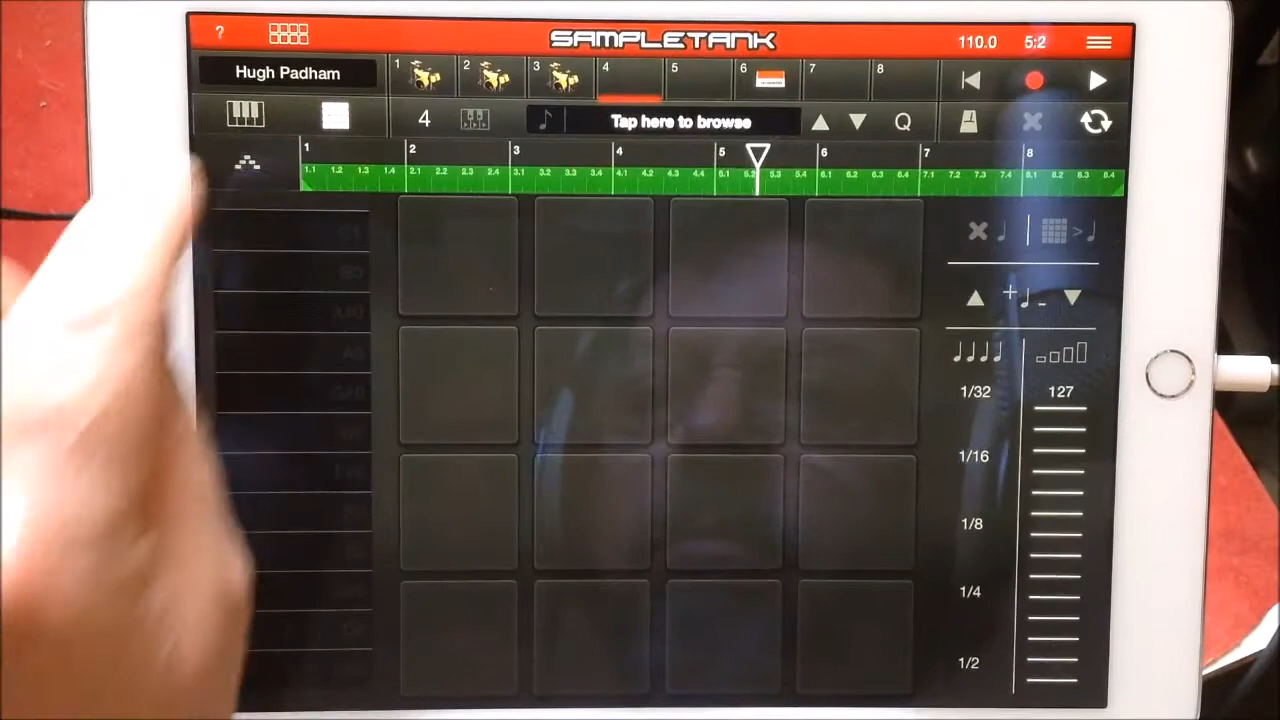 ? SAMPLETANK 110.0 5:2
Hugh Padham 1 2 3 4 5 6 7 8
4 Tap here to browse Q
1 2 3 4 5 6 7 8
1.1 1.2 1.3 1.4 2.1 2.2 2.3 2.4 3.1 3.2 3.3 3.4 4.1 4.2 4.3 4.4 5.1 5.2 5.3 5.4 6.1 6.2 6.3 6.4 7.1 7.2 7.3 7.4 8.1 8.2 8.3 8.4
1/32 127
1/16
1/8
1/4
1/2